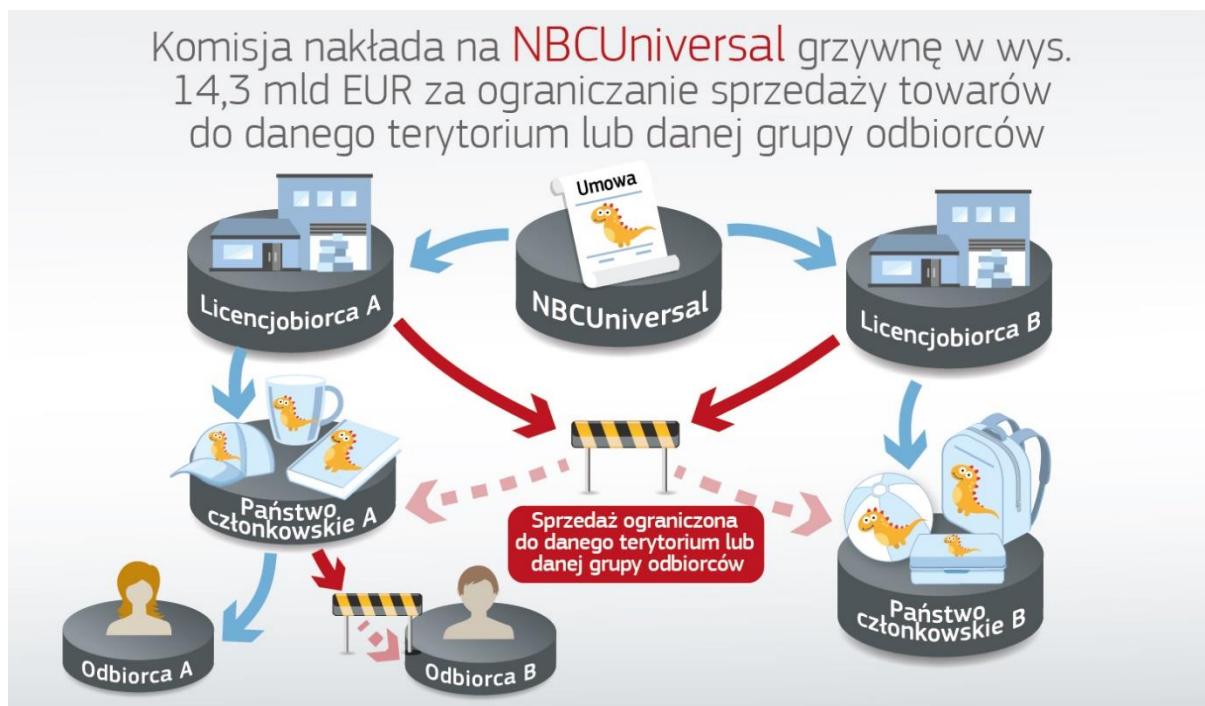 Komisja nakłada na NBCUniversal grzywnę w wys.
14,3 mld EUR za ograniczanie sprzedaży towarów
do danego terytorium lub danej grupy odbiorców
Umowa
Licencjobiorca A
NBCUniversal
Licencjobiorca B
Państwo
członkowskie A
Sprzedaż ograniczona
do danego terytorium lub
danej grupy odbiorców
Państwo
członkowskie B
Odbiorca A
Odbiorca B